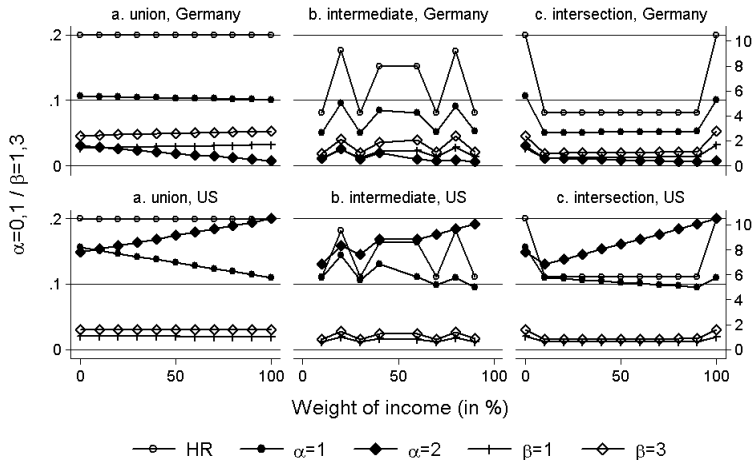 a. union, Germany
b. intermediate, Germany
c. intersection, Germany
.2
.1
0
10
8
6
4
2
0
α=0,1 / β=1,3
a. union, US
b. intermediate, US
c. intersection, US
.2
.1
0
10
8
6
4
2
0
0 50 100
0 50 100
0 50 100
Weight of income (in %)
HR α=1 α=2 β=1 β=3